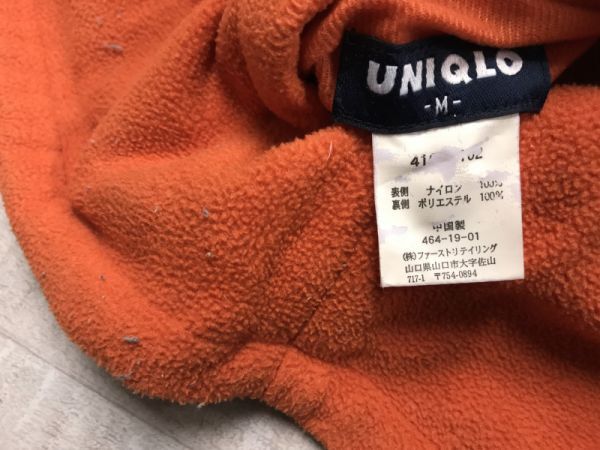 UNIQLO
-M-
表側 ナイロン 100%
裏側 ポリエステル 100%
中国製
464-19-01
(株)ファーストリテイリング
山口県山口市大字佐山
717-1 〒754-0894